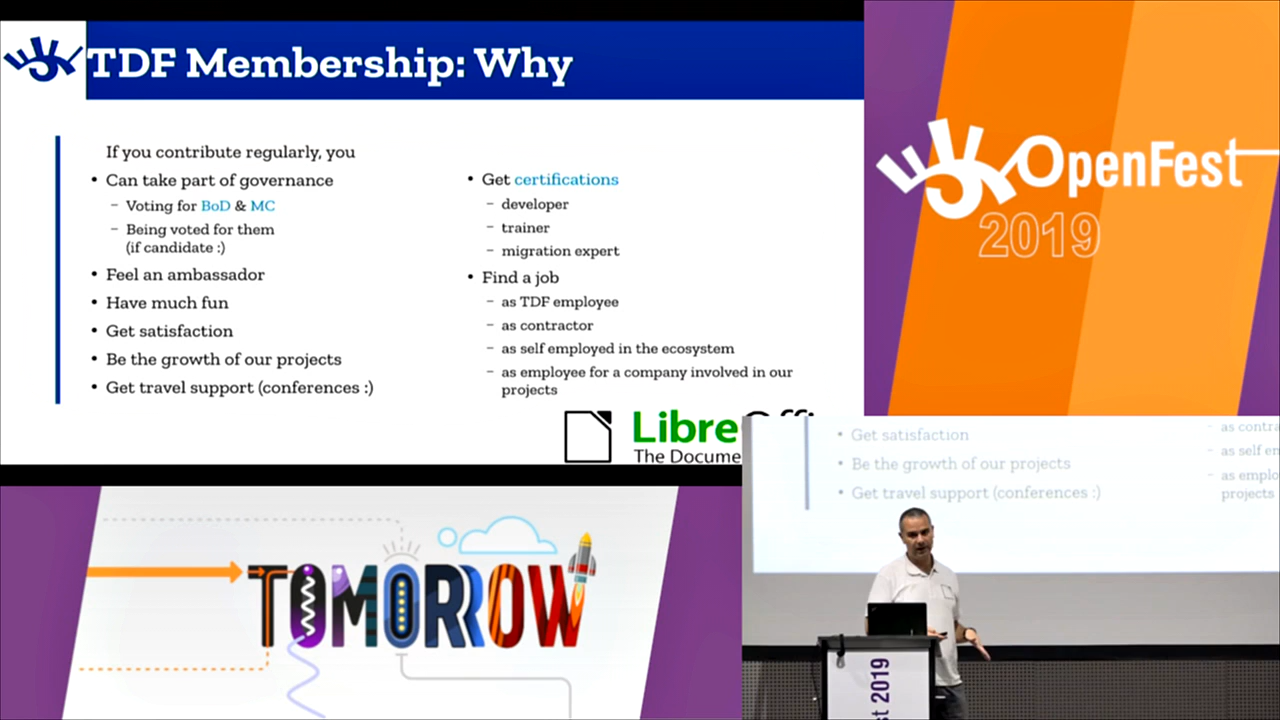 TDF Membership: Why
If you contribute regularly, you
• Can take part of governance
– Voting for BoD & MC
– Being voted for them
(if candidate :)
• Feel an ambassador
• Have much fun
• Get satisfaction
• Be the growth of our projects
• Get travel support (conferences :)
• Get certifications
– developer
– trainer
– migration expert
• Find a job
– as TDF employee
– as contractor
– as self employed in the ecosystem
– as employee for a company involved in our
projects
Libre
The
OpenFest
2019
TOMORROW
• Get satisfaction
• Be the growth of our projects
• Get travel support (conferences :)
– as
– as self
– as
projects
2019